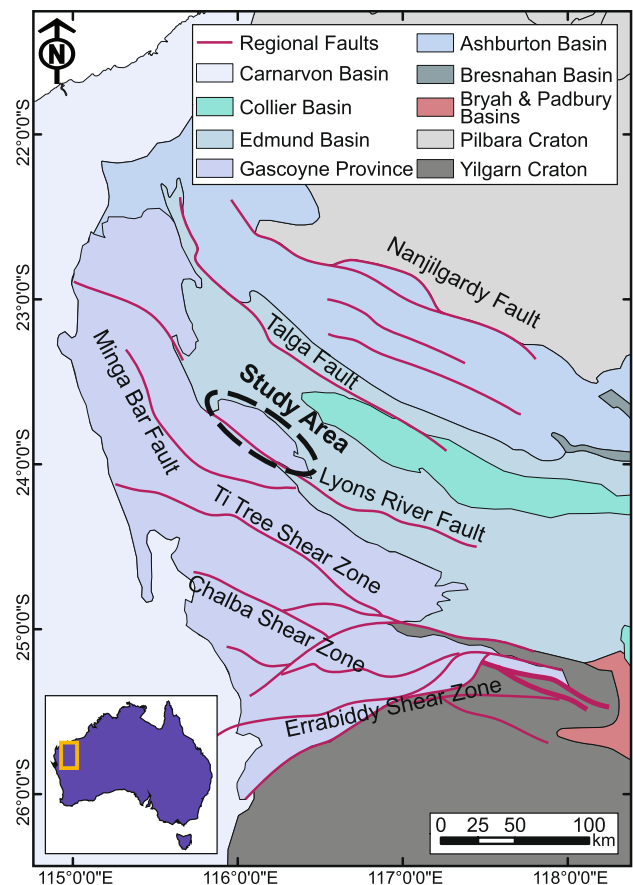 N
Regional Faults
Carnarvon Basin
Collier Basin
Edmund Basin
Gascoyne Province
Ashburton Basin
Bresnahan Basin
Bryah & Padbury
Basins
Pilbara Craton
Yilgarn Craton
22°0'0"S
23°0'0"S
24°0'0"S
25°0'0"S
26°0'0"S
Nanjilgardy Fault
Talga Fault
Study Area
Minga Bar Fault
Lyons River Fault
Ti Tree Shear Zone
Chalba Shear Zone
Errabiddy Shear Zone
0 25 50 100
km
115°0'0"E 116°0'0"E 117°0'0"E 118°0'0"E